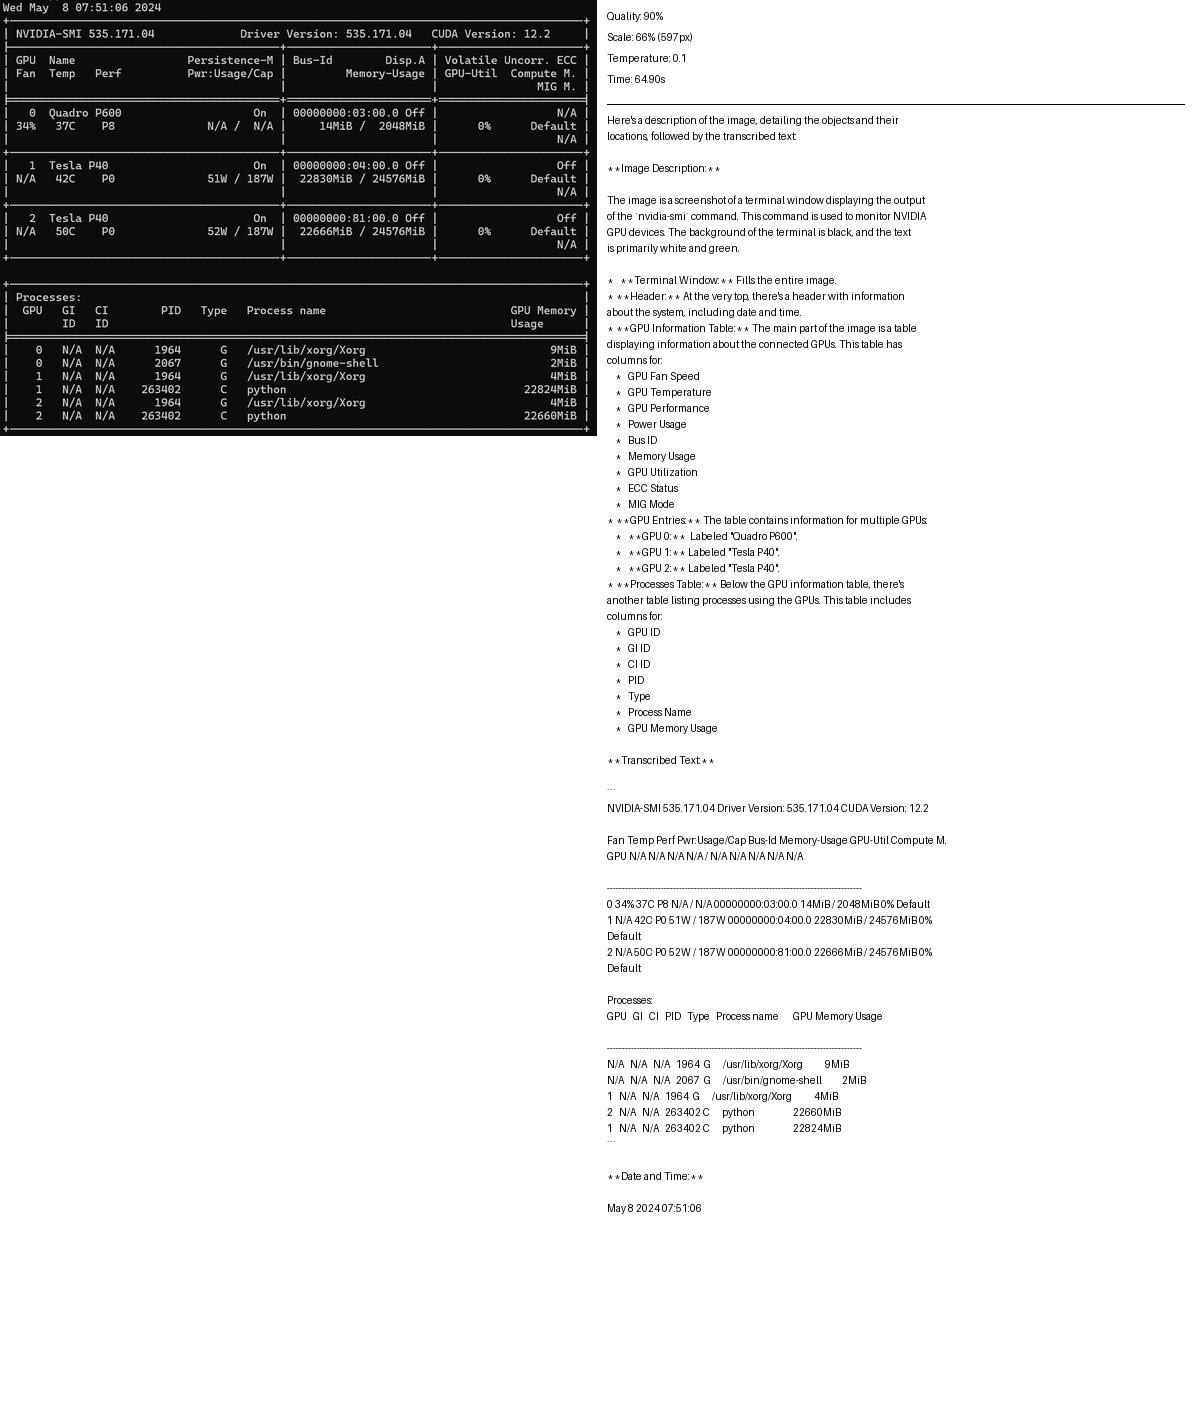 Wed May  8 07:51:06 2024
NVIDIA-SMI 535.171.04             Driver Version: 535.171.04   CUDA Version: 12.2
GPU  Name                 Persistence-M | Bus-Id        Disp.A | Volatile Uncorr. ECC
Fan  Temp   Perf          Pwr:Usage/Cap |         Memory-Usage | GPU-Util  Compute M.
MIG M.
0  Quadro P600                    On  | 00000000:03:00.0 Off |                  N/A
34%   37C    P8              N/A /  N/A |     14MiB /  2048MiB |      0%      Default
N/A
1  Tesla P40                      On  | 00000000:04:00.0 Off |                  Off
N/A   42C    P0              51W / 187W |  22830MiB / 24576MiB |      0%      Default
N/A
2  Tesla P40                      On  | 00000000:81:00.0 Off |                  Off
N/A   50C    P0              52W / 187W |  22666MiB / 24576MiB |      0%      Default
N/A
Processes:
GPU   GI   CI        PID   Type   Process name                            GPU Memory
ID   ID                                                             Usage
0   N/A  N/A      1964      G   /usr/lib/xorg/Xorg                            9MiB
0   N/A  N/A      2067      G   /usr/bin/gnome-shell                          2MiB
1   N/A  N/A      1964      G   /usr/lib/xorg/Xorg                            4MiB
1   N/A  N/A    263402      C   python                                    22824MiB
2   N/A  N/A      1964      G   /usr/lib/xorg/Xorg                            4MiB
2   N/A  N/A    263402      C   python                                    22660MiB
Quality: 90%
Scale: 66% (597px)
Temperature: 0.1
Time: 64.90s
Here's a description of the image, detailing the objects and their
locations, followed by the transcribed text:
**Image Description:**
The image is a screenshot of a terminal window displaying the output
of the `nvidia-smi` command. This command is used to monitor NVIDIA
GPU devices. The background of the terminal is black, and the text
is primarily white and green.
*   **Terminal Window:** Fills the entire image.
*   **Header:** At the very top, there's a header with information
about the system, including date and time.
*   **GPU Information Table:** The main part of the image is a table
displaying information about the connected GPUs. This table has
columns for:
*   GPU Fan Speed
*   GPU Temperature
*   GPU Performance
*   Power Usage
*   Bus ID
*   Memory Usage
*   GPU Utilization
*   ECC Status
*   MIG Mode
*   **GPU Entries:** The table contains information for multiple GPUs:
*   **GPU 0:**  Labeled "Quadro P600".
*   **GPU 1:** Labeled "Tesla P40".
*   **GPU 2:** Labeled "Tesla P40".
*   **Processes Table:** Below the GPU information table, there's
another table listing processes using the GPUs. This table includes
columns for:
*   GPU ID
*   GI ID
*   CI ID
*   PID
*   Type
*   Process Name
*   GPU Memory Usage
**Transcribed Text:**
```
NVIDIA-SMI 535.171.04 Driver Version: 535.171.04 CUDA Version: 12.2
Fan Temp Perf Pwr:Usage/Cap Bus-Id Memory-Usage GPU-Util Compute M.
GPU N/A N/A N/A N/A / N/A N/A N/A N/A N/A
-------------------------------------------------------------------------------------
0 34% 37C P8 N/A / N/A 00000000:03:00.0 14MiB / 2048MiB 0% Default
1 N/A 42C P0 51W / 187W 00000000:04:00.0 22830MiB / 24576MiB 0%
Default
2 N/A 50C P0 52W / 187W 00000000:81:00.0 22666MiB / 24576MiB 0%
Default
Processes:
GPU   GI   CI   PID   Type   Process name      GPU Memory Usage
-------------------------------------------------------------------------------------
N/A   N/A   N/A   1964  G      /usr/lib/xorg/Xorg         9MiB
N/A   N/A   N/A   2067  G      /usr/bin/gnome-shell         2MiB
1   N/A   N/A   1964 G      /usr/lib/xorg/Xorg         4MiB
2   N/A   N/A   263402 C      python                22660MiB
1   N/A   N/A   263402 C      python                22824MiB
```
**Date and Time:**
May 8 2024 07:51:06